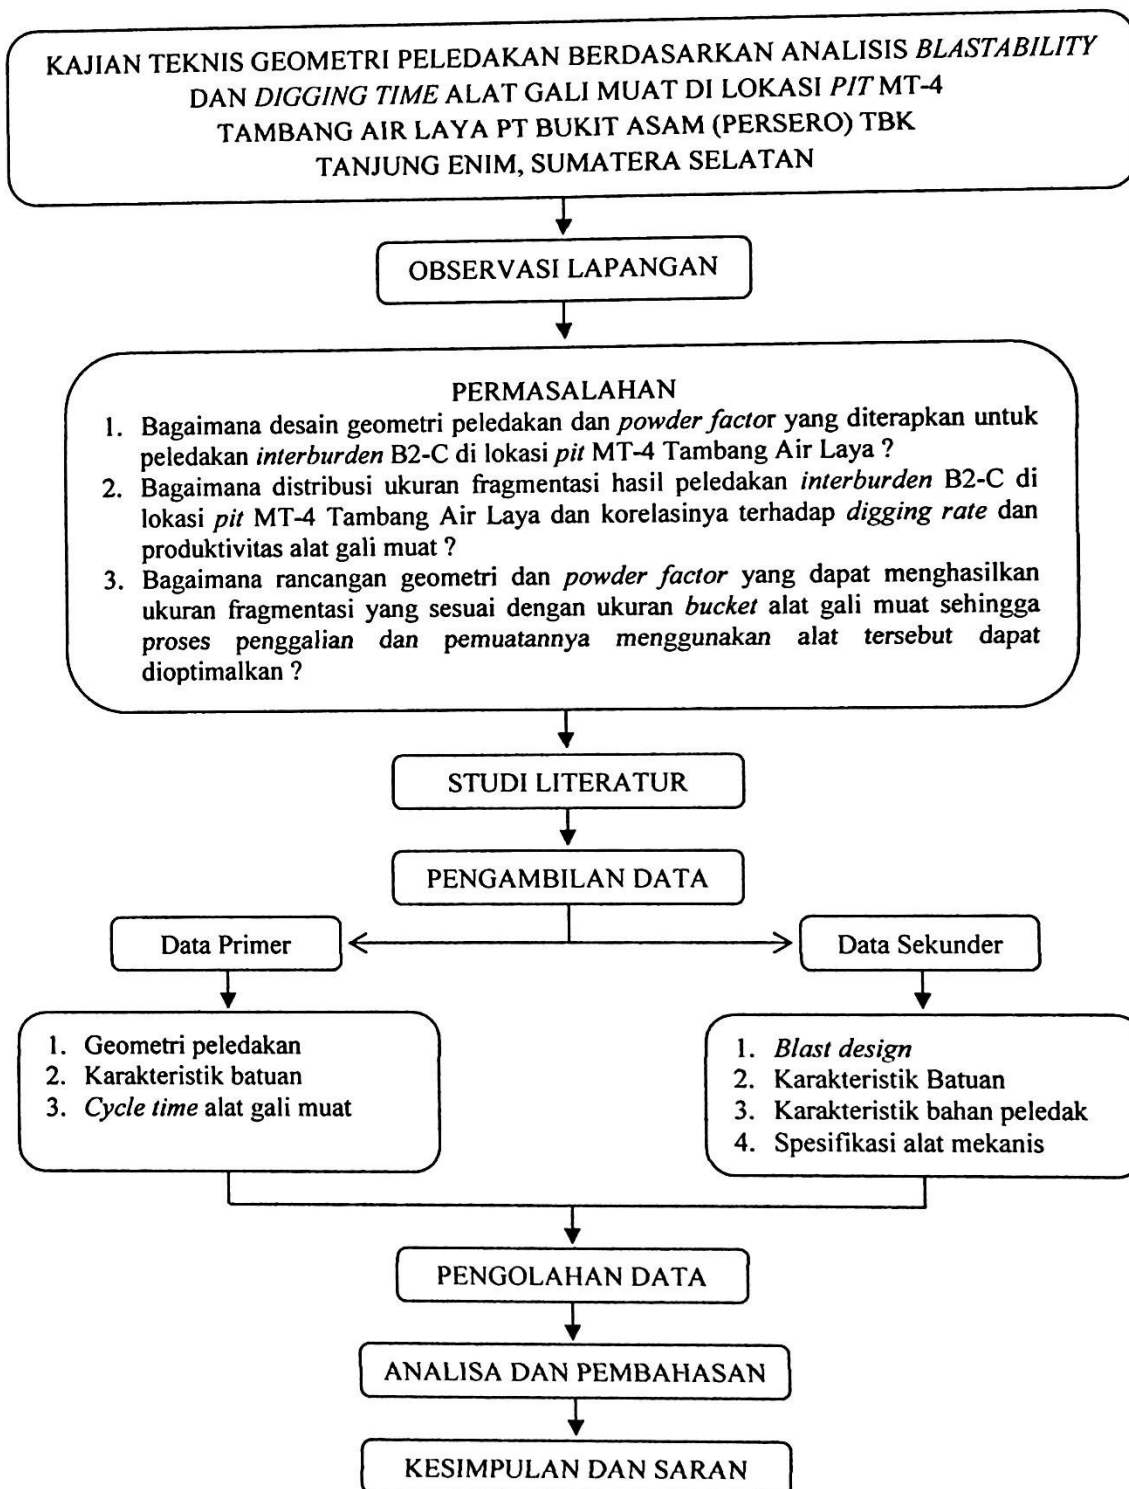 KAJIAN TEKNIS GEOMETRI PELEDAKAN BERDASARKAN ANALISIS BLASTABILITY
DAN DIGGING TIME ALAT GALI MUAT DI LOKASI PIT MT-4
TAMBANG AIR LAYA PT BUKIT ASAM (PERSERO) TBK
TANJUNG ENIM, SUMATERA SELATAN
OBSERVASI LAPANGAN
PERMASALAHAN
1. Bagaimana desain geometri peledakan dan powder factor yang diterapkan untuk
peledakan interburden B2-C di lokasi pit MT-4 Tambang Air Laya ?
2. Bagaimana distribusi ukuran fragmentasi hasil peledakan interburden B2-C di
lokasi pit MT-4 Tambang Air Laya dan korelasinya terhadap digging rate dan
produktivitas alat gali muat ?
3. Bagaimana rancangan geometri dan powder factor yang dapat menghasilkan
ukuran fragmentasi yang sesuai dengan ukuran bucket alat gali muat sehingga
proses penggalian dan pemuatannya menggunakan alat tersebut dapat
dioptimalkan ?
STUDI LITERATUR
PENGAMBILAN DATA
Data Primer
Data Sekunder
1. Geometri peledakan
2. Karakteristik batuan
3. Cycle time alat gali muat
1. Blast design
2. Karakteristik Batuan
3. Karakteristik bahan peledak
4. Spesifikasi alat mekanis
PENGOLAHAN DATA
ANALISA DAN PEMBAHASAN
KESIMPULAN DAN SARAN